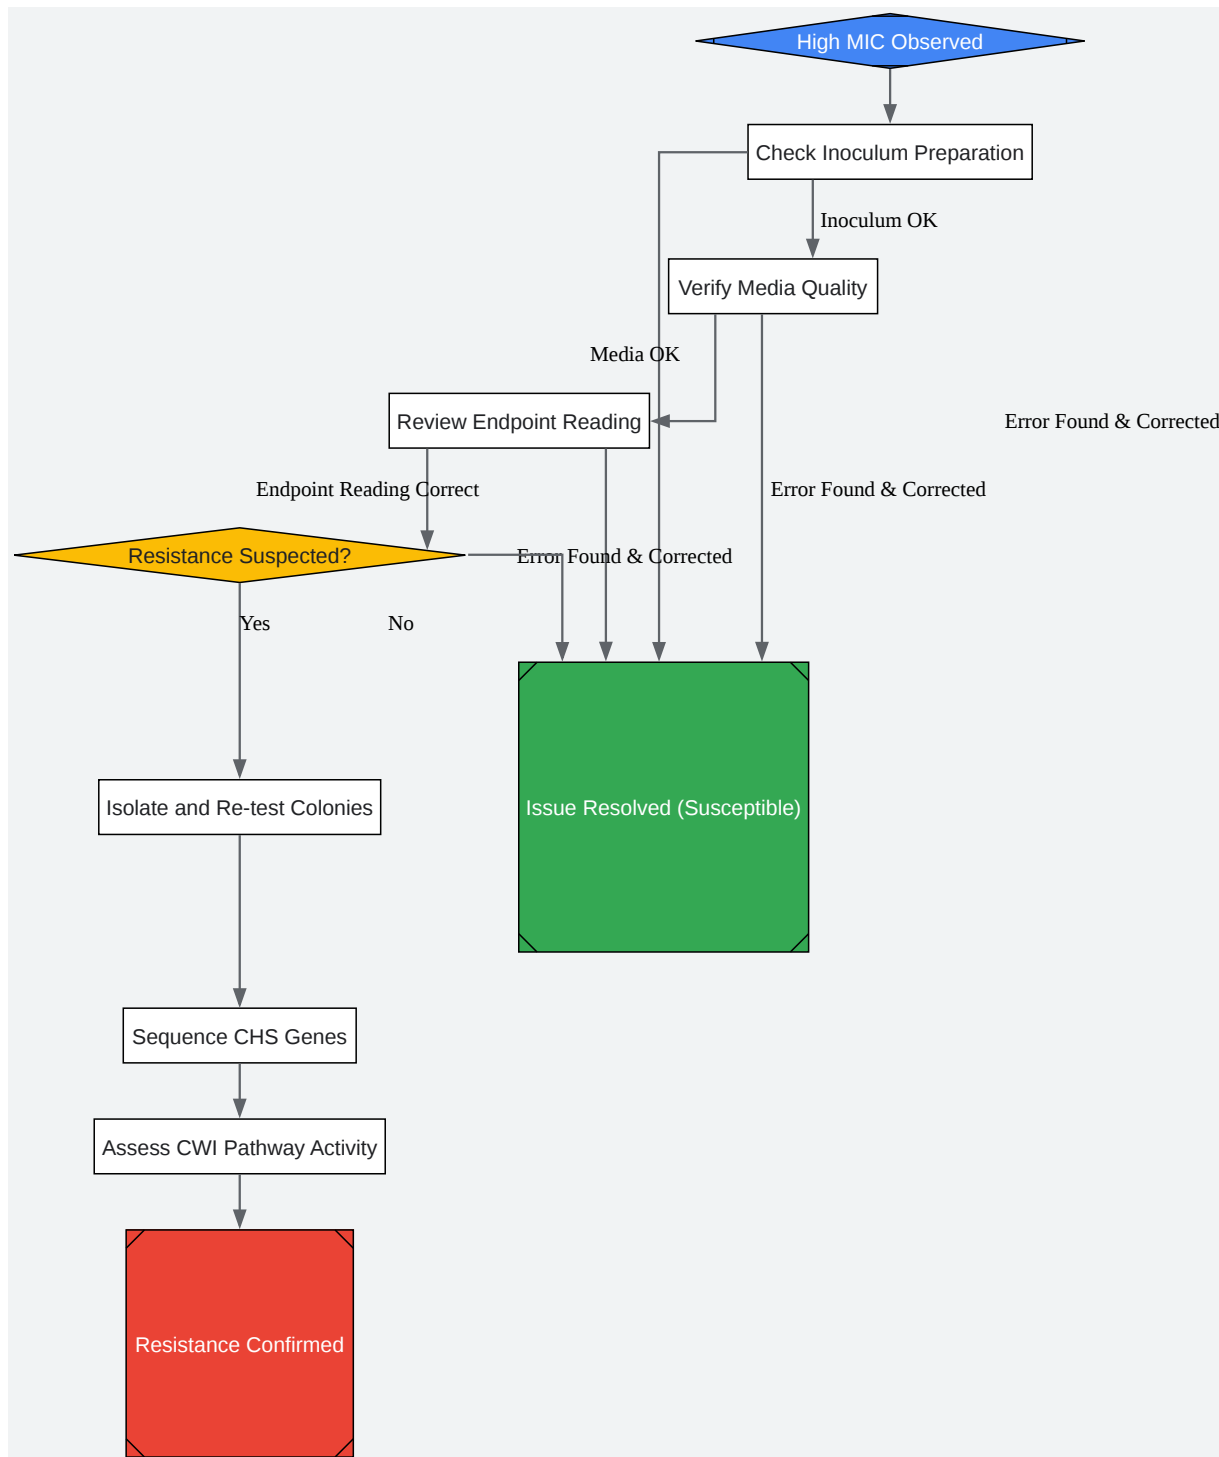 High MIC Observed
Check Inoculum Preparation
Inoculum OK
Verify Media Quality
Media OK
Review Endpoint Reading
Error Found & Corrected
Endpoint Reading Correct
Error Found & Corrected
Resistance Suspected?
Error Found & Corrected
Yes
No
Isolate and Re-test Colonies
Issue Resolved (Susceptible)
Sequence CHS Genes
Assess CWI Pathway Activity
Resistance Confirmed